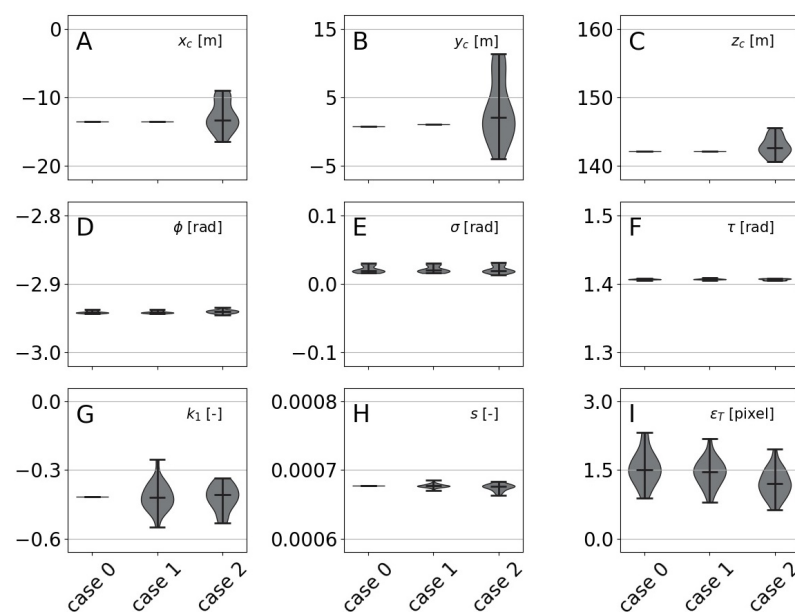 A x_c [m]
0
−10
−20
B y_c [m]
15
5
−5
C z_c [m]
160
150
140
D ϕ [rad]
−2.8
−2.9
−3.0
E σ [rad]
0.1
0.0
−0.1
F τ [rad]
1.5
1.4
1.3
G k_1 [-]
0.0
−0.3
−0.6
case 0 case 1 case 2
H s [-]
0.0008
0.0007
0.0006
case 0 case 1 case 2
I ε_T [pixel]
3.0
1.5
0.0
case 0 case 1 case 2